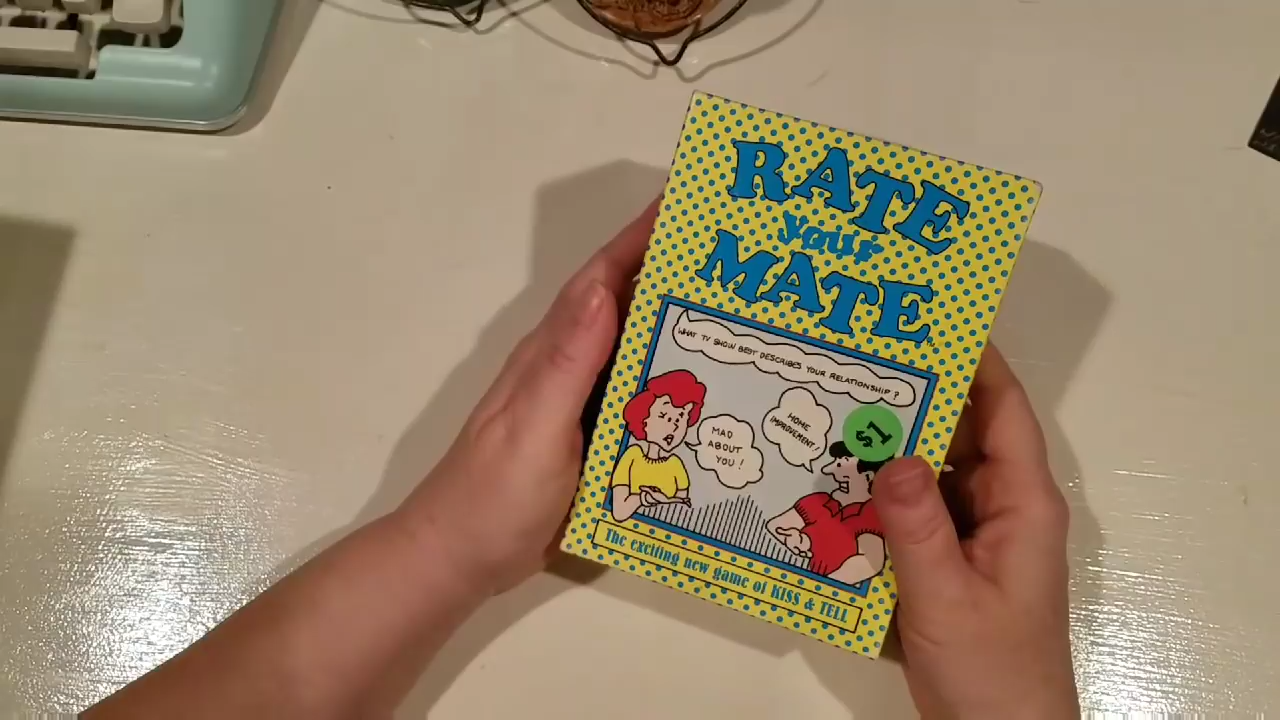 RATE
your
MATE
WHAT TV SHOW BEST DESCRIBES YOUR RELATIONSHIP?
MAD
ABOUT
YOU!
HOME
IMPROVEMENT!
$1
The exciting new game of KISS & TELL